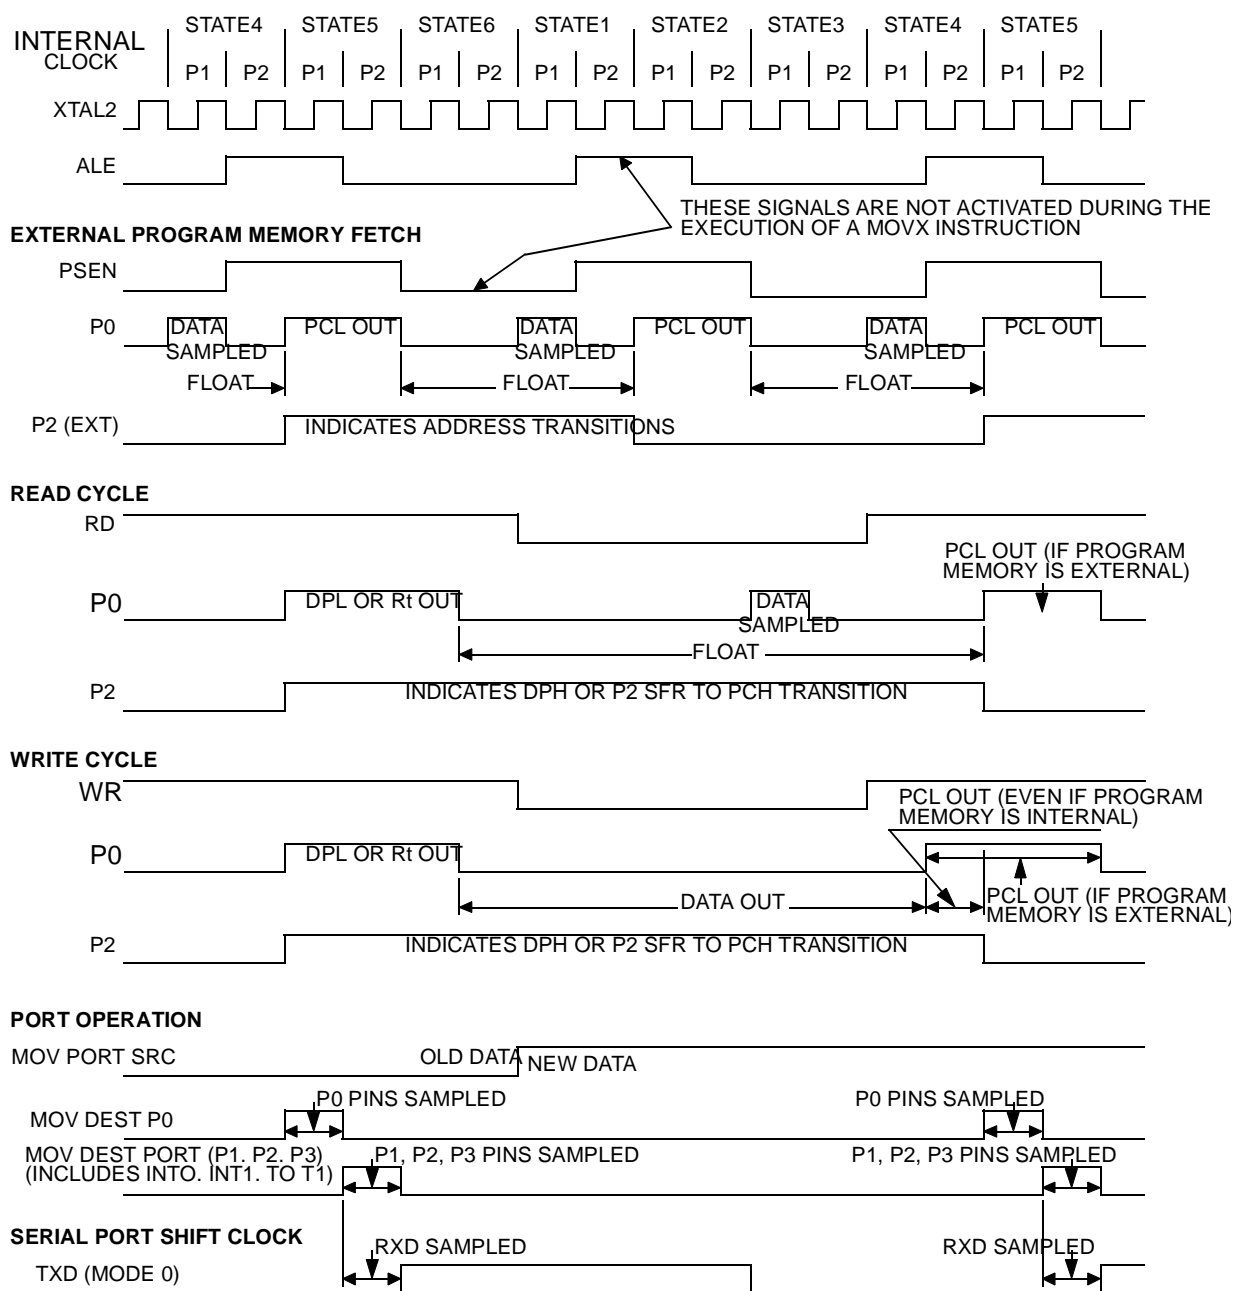 STATE4 STATE5 STATE6 STATE1 STATE2 STATE3 STATE4 STATE5
INTERNAL
CLOCK
P1 P2 P1 P2 P1 P2 P1 P2 P1 P2 P1 P2 P1 P2 P1 P2
XTAL2
ALE
THESE SIGNALS ARE NOT ACTIVATED DURING THE
EXECUTION OF A MOVX INSTRUCTION
EXTERNAL PROGRAM MEMORY FETCH
PSEN
P0 DATA PCL OUT DATA PCL OUT DATA PCL OUT
SAMPLED SAMPLED SAMPLED
FLOAT FLOAT FLOAT
P2 (EXT) INDICATES ADDRESS TRANSITIONS
READ CYCLE
RD
PCL OUT (IF PROGRAM
MEMORY IS EXTERNAL)
P0 DPL OR Rt OUT DATA
SAMPLED
FLOAT
P2 INDICATES DPH OR P2 SFR TO PCH TRANSITION
WRITE CYCLE
WR
PCL OUT (EVEN IF PROGRAM
MEMORY IS INTERNAL)
P0 DPL OR Rt OUT
DATA OUT
PCL OUT (IF PROGRAM
MEMORY IS EXTERNAL)
P2 INDICATES DPH OR P2 SFR TO PCH TRANSITION
PORT OPERATION
MOV PORT SRC OLD DATA NEW DATA
P0 PINS SAMPLED P0 PINS SAMPLED
MOV DEST P0
MOV DEST PORT (P1. P2. P3) P1, P2, P3 PINS SAMPLED P1, P2, P3 PINS SAMPLED
(INCLUDES INTO. INT1. TO T1)
SERIAL PORT SHIFT CLOCK
RXD SAMPLED RXD SAMPLED
TXD (MODE 0)